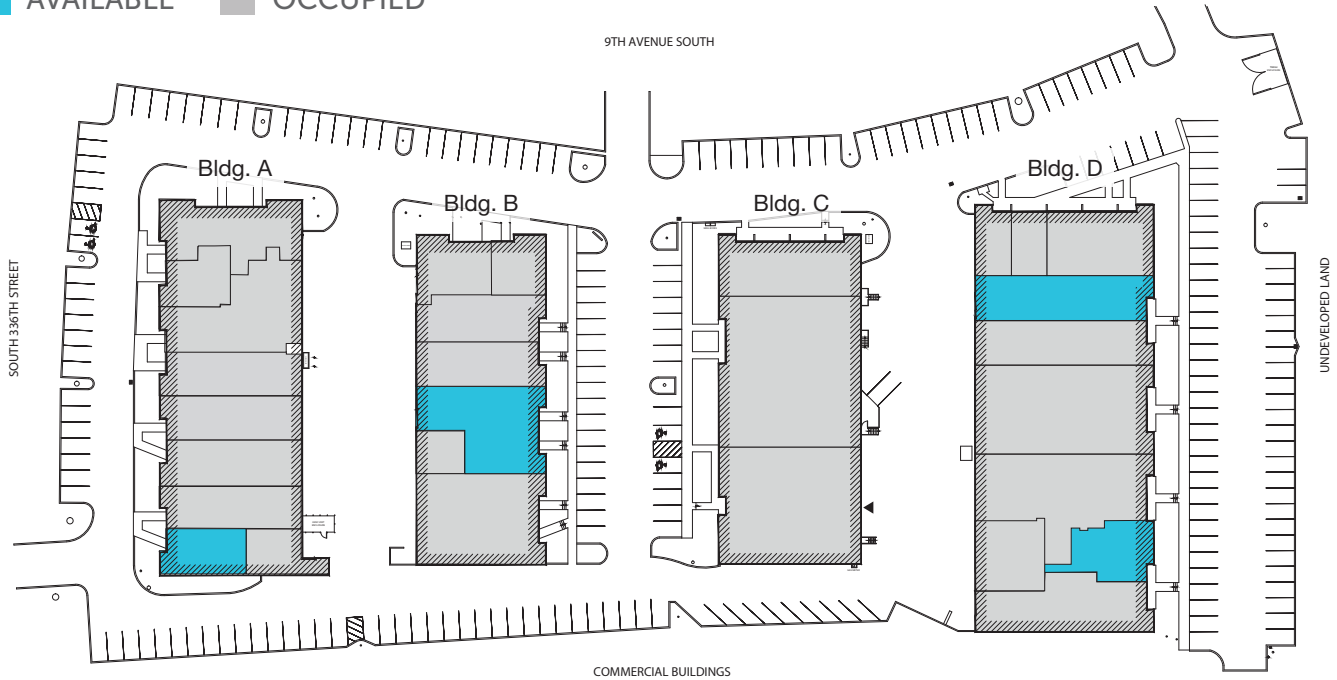 AVAILABLE
OCCUPIED
9TH AVENUE SOUTH
Bldg. A
Bldg. B
Bldg. C
Bldg. D
SOUTH 336TH STREET
UNDEVELOPED LAND
COMMERCIAL BUILDINGS